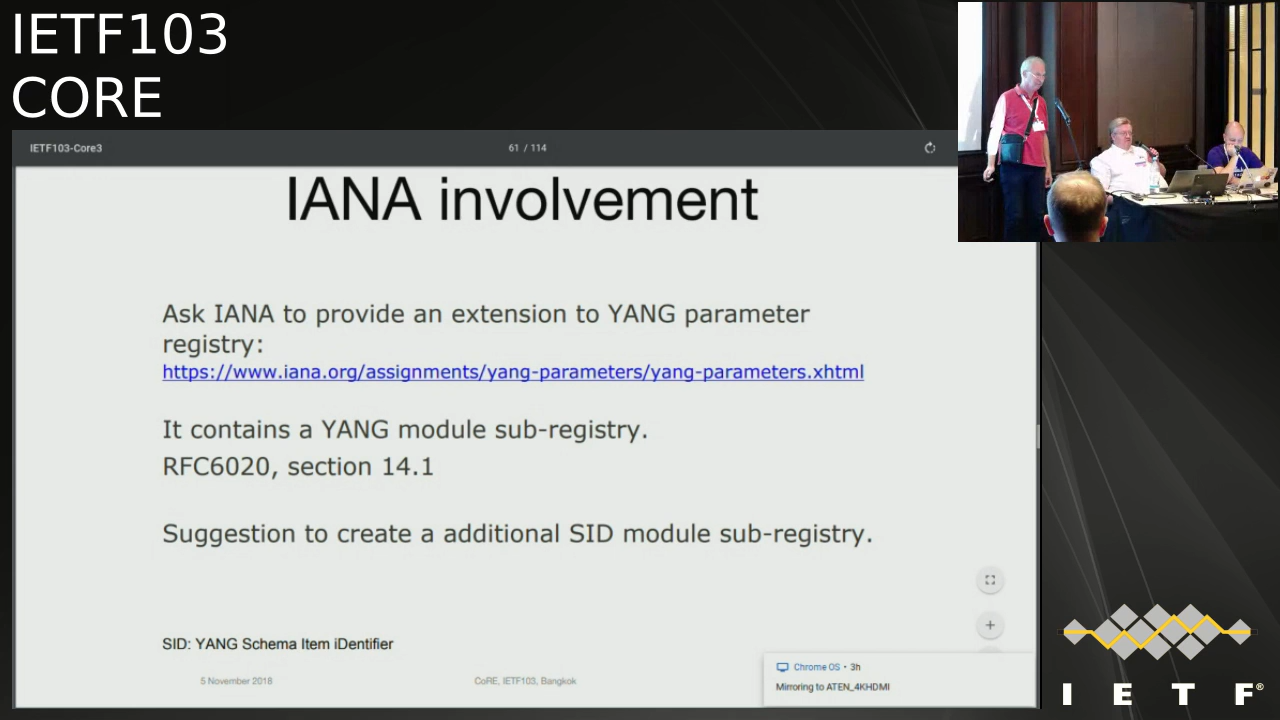 IETF103
CORE
IETF103-Core3
61 / 114
IANA involvement
Ask IANA to provide an extension to YANG parameter
registry:
https://www.iana.org/assignments/yang-parameters/yang-parameters.xhtml
It contains a YANG module sub-registry.
RFC6020, section 14.1
Suggestion to create a additional SID module sub-registry.
SID: YANG Schema Item iDentifier
5 November 2018
CoRE, IETF103, Bangkok
Chrome OS • 3h
Mirroring to ATEN_4KHDMI
I E T F®